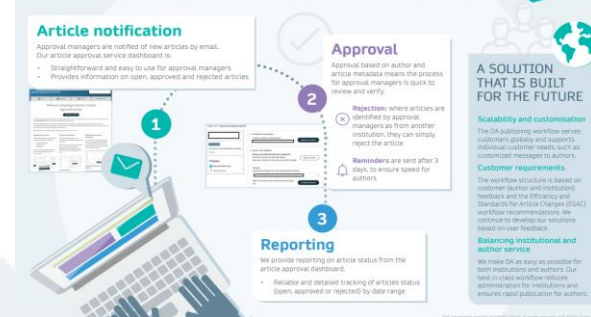 Article notification
Approval managers are notified of new articles by email.
Our article approval service dashboard is:
• Straightforward and easy to use for approval managers
• Provides information on open, approved and rejected articles
1
2
Approval
Approval based on author and
article metadata means the process
for approval managers is quick to
review and verify.
Rejection: where articles are
identified by approval
managers as from another
institution, they can simply
reject the article
Reminders are sent after 3
days, to ensure speed for
authors
3
Reporting
We provide reporting on article status from the
article approval dashboard.
• Reliable and detailed tracking of articles status
(open, approved or rejected) by date range
A SOLUTION
THAT IS BUILT
FOR THE FUTURE
Scalability and customisation
The OA publishing workflow serves
customers globally and supports
individual customer needs, such as
customized messages to authors.
Customer requirements
The workflow structure is based on
customer (author and institution)
feedback and the Efficiency and
Standards for Article Charges (ESAC)
workflow recommendations. We
continue to develop our solutions
based on user feedback.
Balancing institutional and
author service
We make OA as easy as possible for
both institutions and authors. Our
best in class workflow reduces
administration for institutions and
ensures rapid publication for authors.